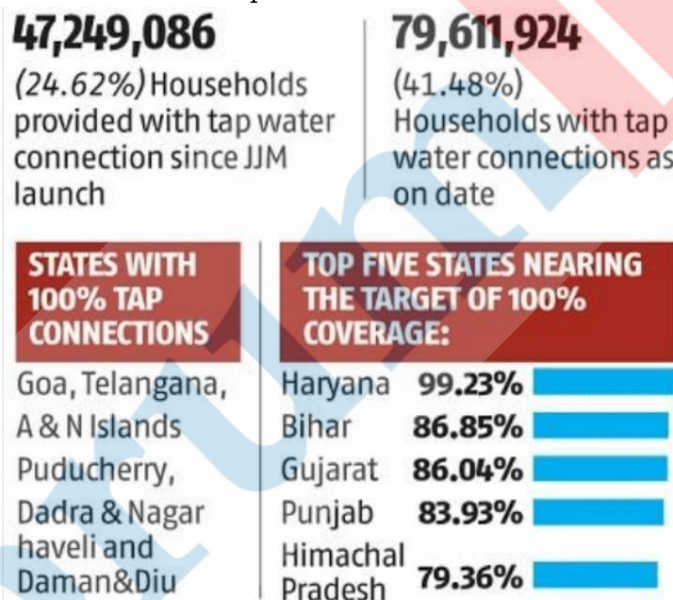 47,249,086
(24.62%) Households
provided with tap water
connection since JJM
launch
79,611,924
(41.48%)
Households with tap
water connections as
on date
STATES WITH
100% TAP
CONNECTIONS
Goa, Telangana,
A & N Islands
Puducherry,
Dadra & Nagar
haveli and
Daman&Diu
TOP FIVE STATES NEARING
THE TARGET OF 100%
COVERAGE:
Haryana 99.23%
Bihar 86.85%
Gujarat 86.04%
Punjab 83.93%
Himachal
Pradesh 79.36%